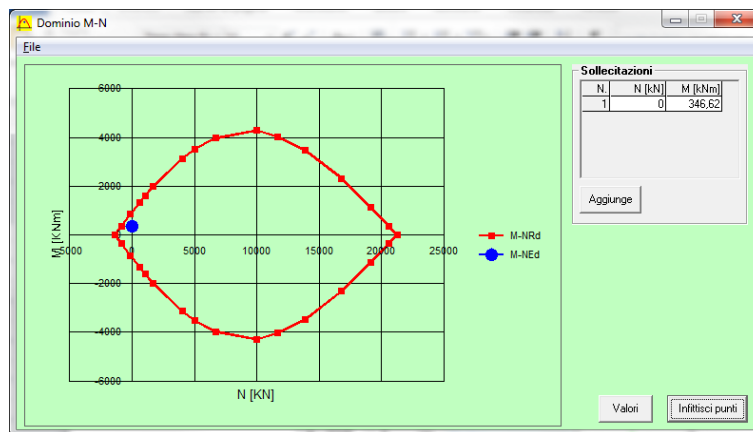 Dominio M-N
File
6000
4000
2000
-5000 0 5000 10000 15000 20000 25000
-2000
-4000
-6000
M [KNm]
N [KN]
M-NRd
M-NEd
Sollecitazioni
N. N [kN] M [kNm]
1 0 346,62
Aggiunge
Valori
Infittisci punti